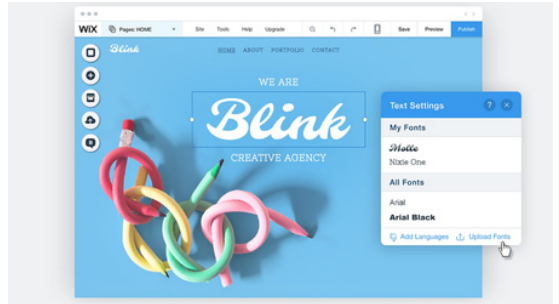 WiX Pages: HOME Site Tools Help Upgrade Save Preview Publish
Blink HOME ABOUT PORTFOLIO CONTACT
WE ARE
Blink
CREATIVE AGENCY
Text Settings ?
My Fonts
Molle
Nixie One
All Fonts
Arial
Arial Black
Add Languages Upload Fonts